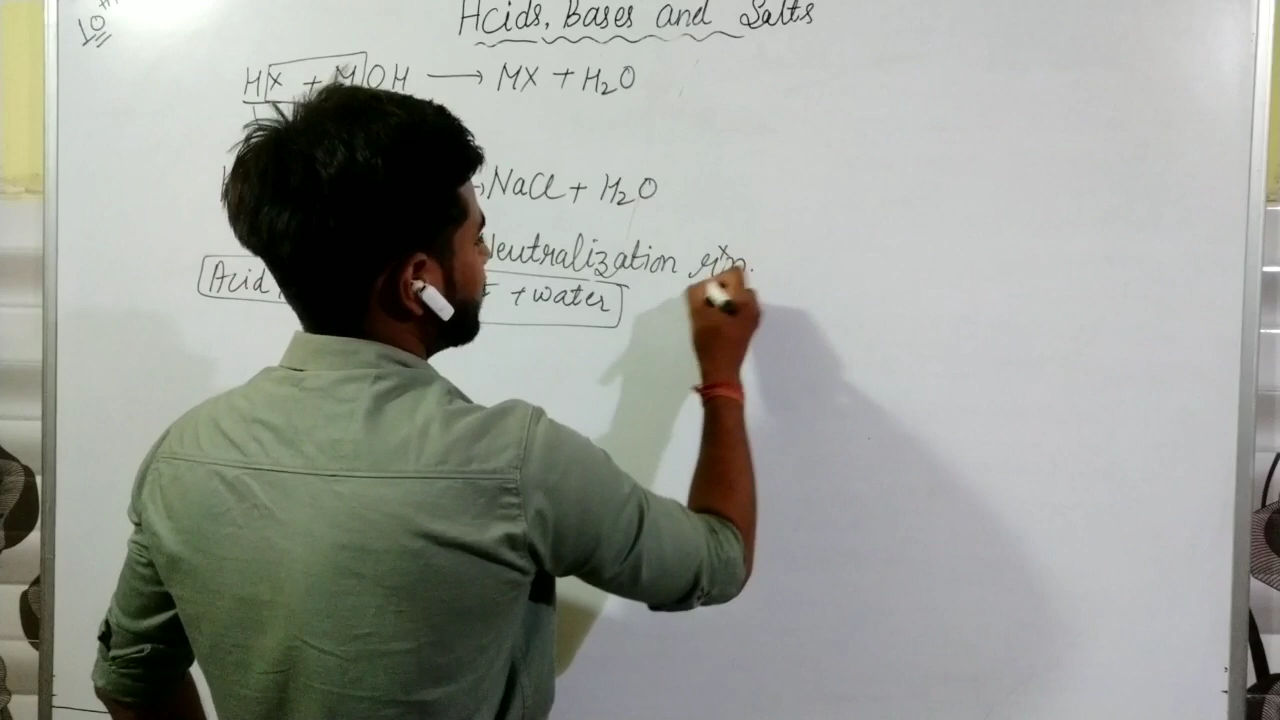 10th
Acids, Bases and Salts
HX + MOH ⟶ MX + H₂O
NaCl + H₂O
Neutralization rxn.
Acid
+ water